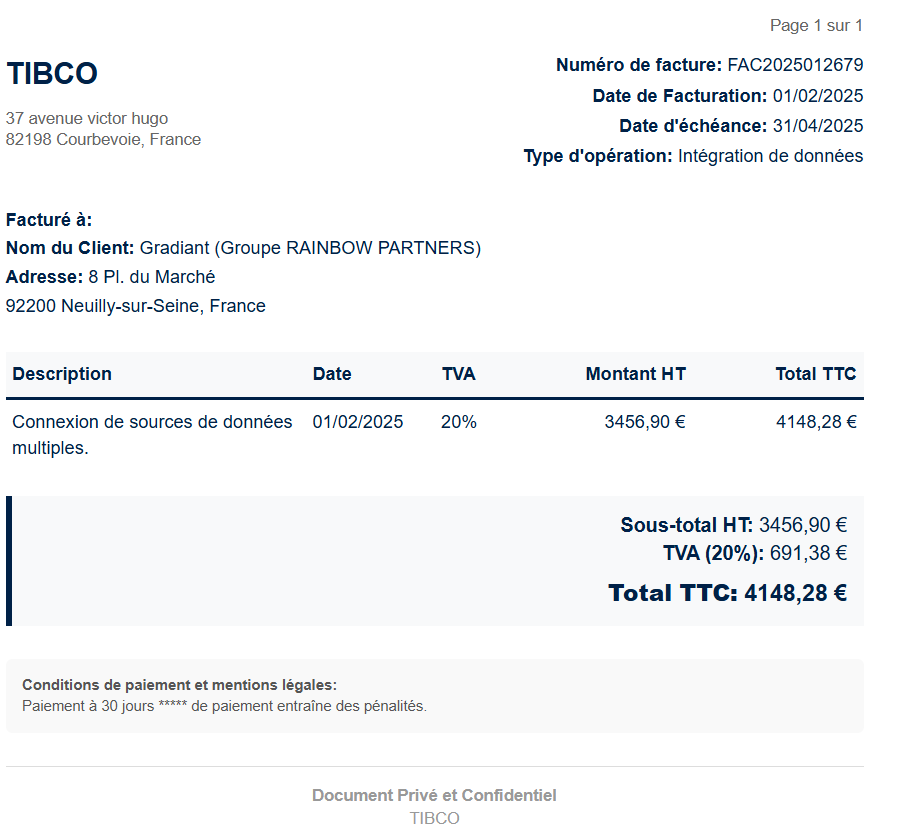 Page 1 sur 1
TIBCO
37 avenue victor hugo
82198 Courbevoie, France
Numéro de facture: FAC2025012679
Date de Facturation: 01/02/2025
Date d'échéance: 31/04/2025
Type d'opération: Intégration de données
Facturé à:
Nom du Client: Gradiant (Groupe RAINBOW PARTNERS)
Adresse: 8 Pl. du Marché
92200 Neuilly-sur-Seine, France
Description Date TVA Montant HT Total TTC
Connexion de sources de données 01/02/2025 20% 3456,90 € 4148,28 €
multiples.
Sous-total HT: 3456,90 €
TVA (20%): 691,38 €
Total TTC: 4148,28 €
Conditions de paiement et mentions légales:
Paiement à 30 jours ***** de paiement entraîne des pénalités.
Document Privé et Confidentiel
TIBCO